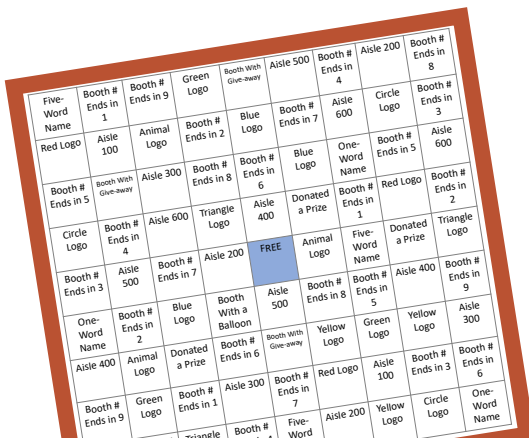 Five-
Word
Name
Booth #
Ends in
1
Booth #
Ends in 9
Green
Logo
Booth With
Give-away
Aisle 500
Booth #
Ends in
4
Aisle 200
Booth #
Ends in
8
Red Logo
Aisle
100
Animal
Logo
Booth #
Ends in 2
Blue
Logo
Booth #
Ends in 7
Aisle
600
Circle
Logo
Booth #
Ends in
3
Booth #
Ends in 5
Booth With
Give-away
Aisle 300
Booth #
Ends in 8
Booth #
Ends in
6
Blue
Logo
One-
Word
Name
Booth #
Ends in 5
Aisle
600
Circle
Logo
Booth #
Ends in
4
Aisle 600
Triangle
Logo
Aisle
400
Donated
a Prize
Booth #
Ends in
1
Red Logo
Booth #
Ends in
2
Booth #
Ends in 3
Aisle
500
Booth #
Ends in 7
Aisle 200
FREE
Animal
Logo
Five-
Word
Name
Donated
a Prize
Triangle
Logo
One-
Word
Name
Booth #
Ends in
2
Blue
Logo
Booth
With a
Balloon
Aisle
500
Booth #
Ends in 8
Booth #
Ends in
5
Aisle 400
Booth #
Ends in
9
Aisle 400
Animal
Logo
Donated
a Prize
Booth #
Ends in 6
Booth With
Give-away
Yellow
Logo
Green
Logo
Yellow
Logo
Aisle
300
Booth #
Ends in 9
Green
Logo
Booth #
Ends in 1
Aisle 300
Booth #
Ends in
7
Red Logo
Aisle
100
Booth #
Ends in 3
Booth #
Ends in
6
Triangle
Booth #
Five-
Word
Aisle 200
Yellow
Logo
Circle
Logo
One-
Word
Name